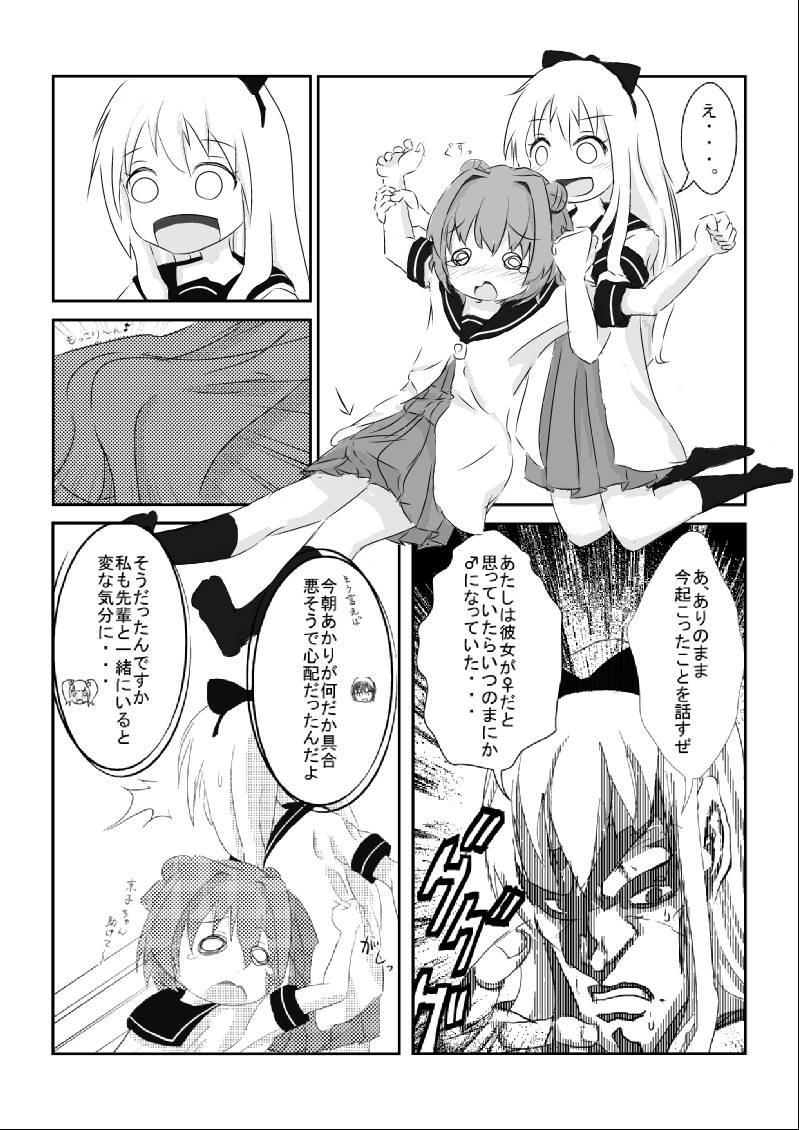 え・・・。
ぐすっ
もっこり～ん♪
あ、ありのまま
今起こったことを話すぜ
あたしは彼女が♀だと
思っていたらいつのまにか
♂になっていた・・・
ゴゴゴ
もう言えば
今朝あかりが何だか具合
悪そうで心配だったんだよ
そうだったんですか
私も先輩と一緒にいると
変な気分に・・・
京子ちゃん
助けて～
がしっ